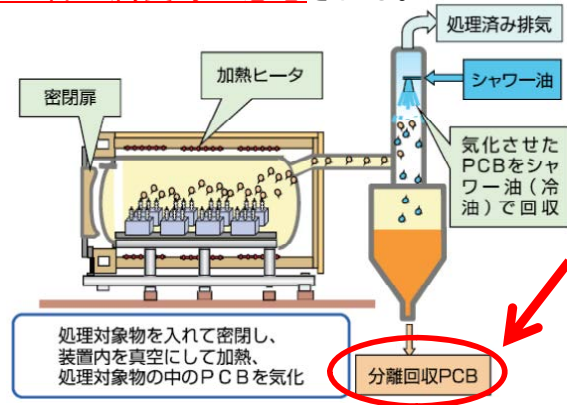 処理済み排気
加熱ヒータ
シャワー油
密閉扉
気化させた
PCBをシャ
ワー油(冷
油)で回収
処理対象物を入れて密閉し、
装置内を真空にして加熱、
処理対象物の中のPCBを気化
分離回収PCB